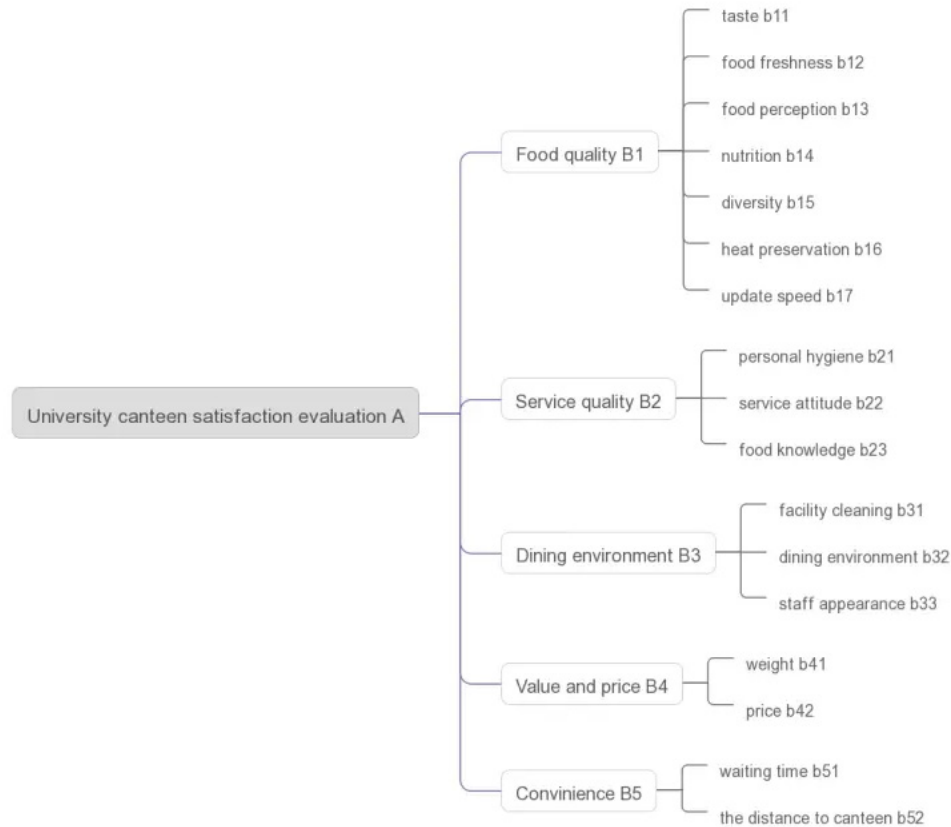 University canteen satisfaction evaluation A
Food quality B1
taste b11
food freshness b12
food perception b13
nutrition b14
diversity b15
heat preservation b16
update speed b17
Service quality B2
personal hygiene b21
service attitude b22
food knowledge b23
Dining environment B3
facility cleaning b31
dining environment b32
staff appearance b33
Value and price B4
weight b41
price b42
Convinience B5
waiting time b51
the distance to canteen b52